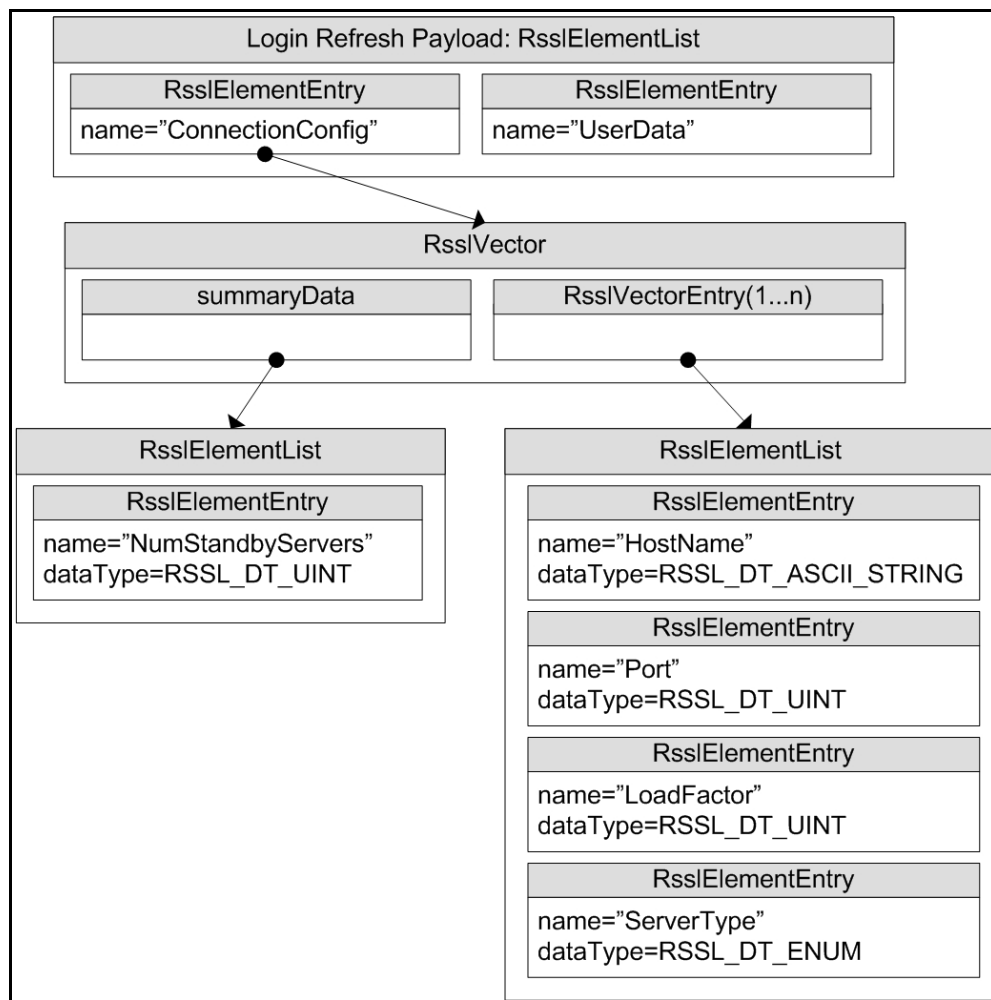 Login Refresh Payload: RsslElementList
RsslElementEntry
name=”ConnectionConfig”
RsslElementEntry
name=”UserData”
RsslVector
summaryData
RsslVectorEntry(1...n)
RsslElementList
RsslElementEntry
name=”NumStandbyServers”
dataType=RSSL_DT_UINT
RsslElementList
RsslElementEntry
name=”HostName”
dataType=RSSL_DT_ASCII_STRING
RsslElementEntry
name=”Port”
dataType=RSSL_DT_UINT
RsslElementEntry
name=”LoadFactor”
dataType=RSSL_DT_UINT
RsslElementEntry
name=”ServerType”
dataType=RSSL_DT_ENUM